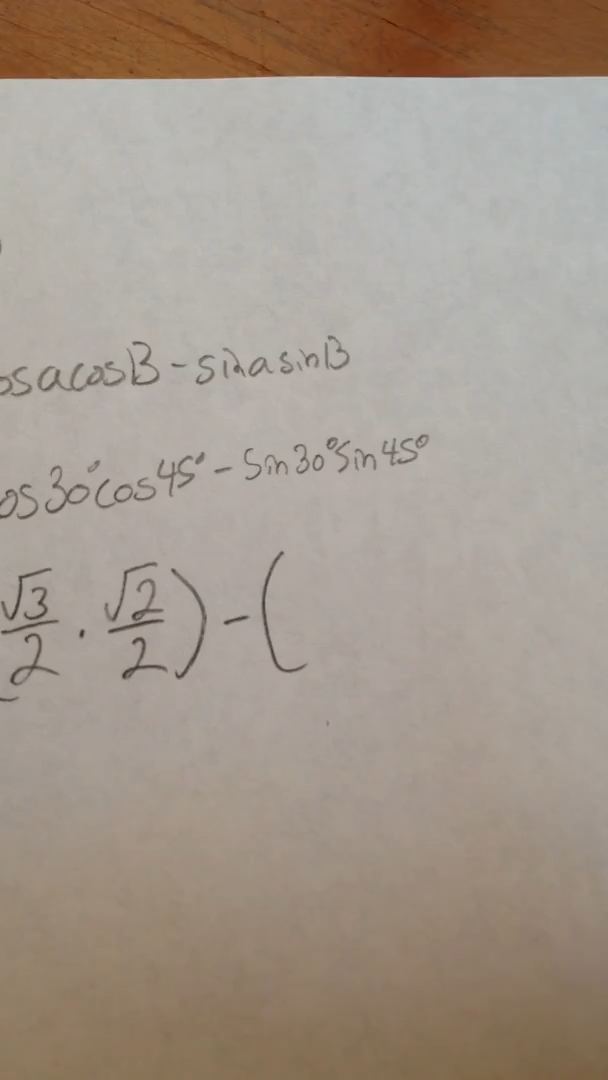 osacosB - sinasinB
os30°cos45° - Sin30°Sin45°
√3/2 · √2/2) - (